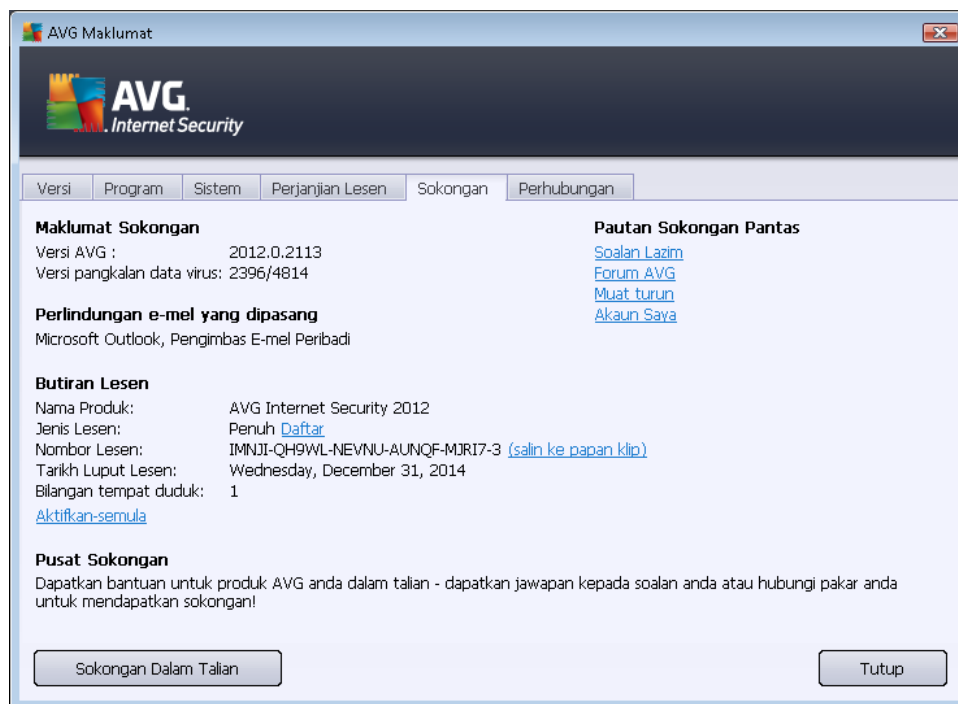 AVG Maklumat
AVG.
Internet Security
Versi Program Sistem Perjanjian Lesen Sokongan Perhubungan
Maklumat Sokongan
Versi AVG : 2012.0.2113
Versi pangkalan data virus: 2396/4814
Perlindungan e-mel yang dipasang
Microsoft Outlook, Pengimbas E-mel Peribadi
Butiran Lesen
Nama Produk: AVG Internet Security 2012
Jenis Lesen: Penuh Daftar
Nombor Lesen: IMNJI-QH9WL-NEVNU-AUNQF-MJRI7-3 (salin ke papan klip)
Tarikh Luput Lesen: Wednesday, December 31, 2014
Bilangan tempat duduk: 1
Aktifkan-semula
Pusat Sokongan
Dapatkan bantuan untuk produk AVG anda dalam talian - dapatkan jawapan kepada soalan anda atau hubungi pakar anda
untuk mendapatkan sokongan!
Pautan Sokongan Pantas
Soalan Lazim
Forum AVG
Muat turun
Akaun Saya
Sokongan Dalam Talian
Tutup